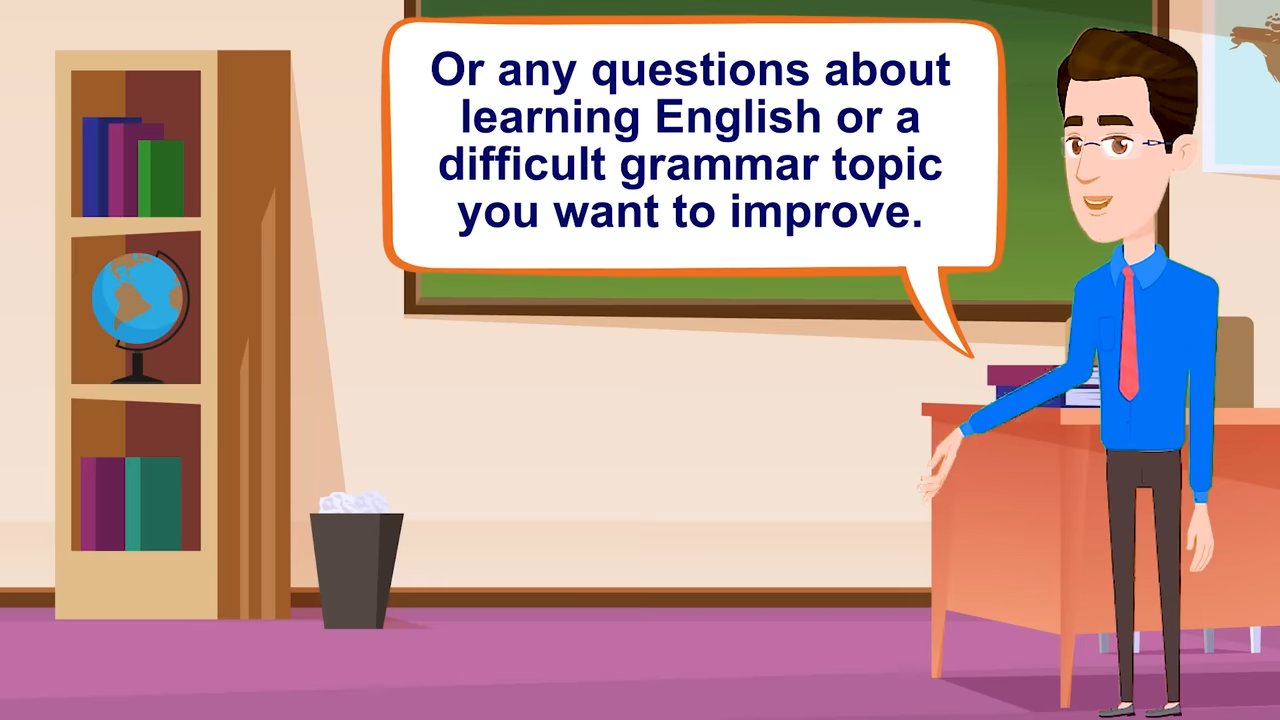 Or any questions about
learning English or a
difficult grammar topic
you want to improve.